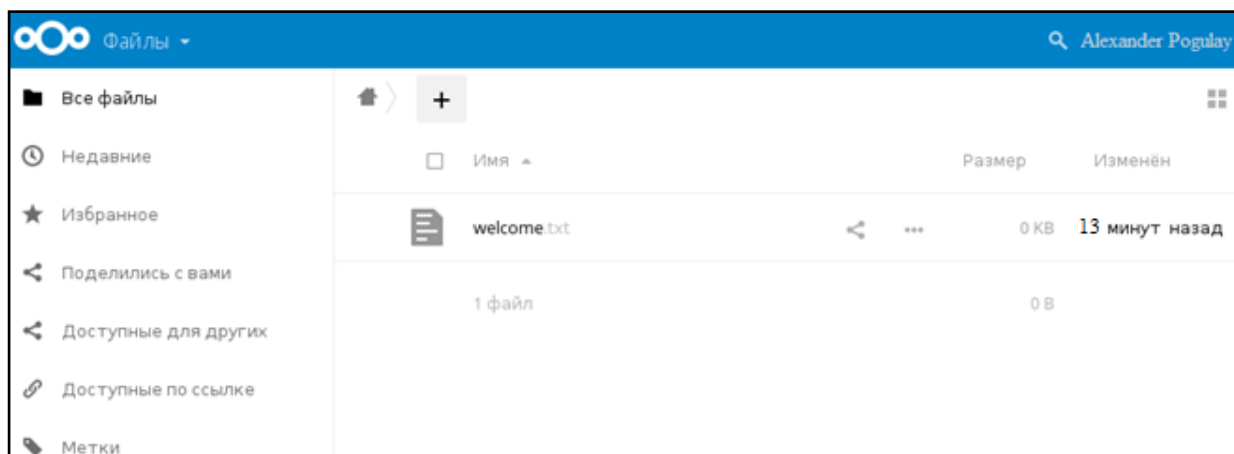 Файлы
Alexander Pogulay
Все файлы
Недавние
Избранное
Поделились с вами
Доступные для других
Доступные по ссылке
Метки
+
Имя Размер Изменён
welcome.txt ... 0 KB 13 минут назад
1 файл 0 B